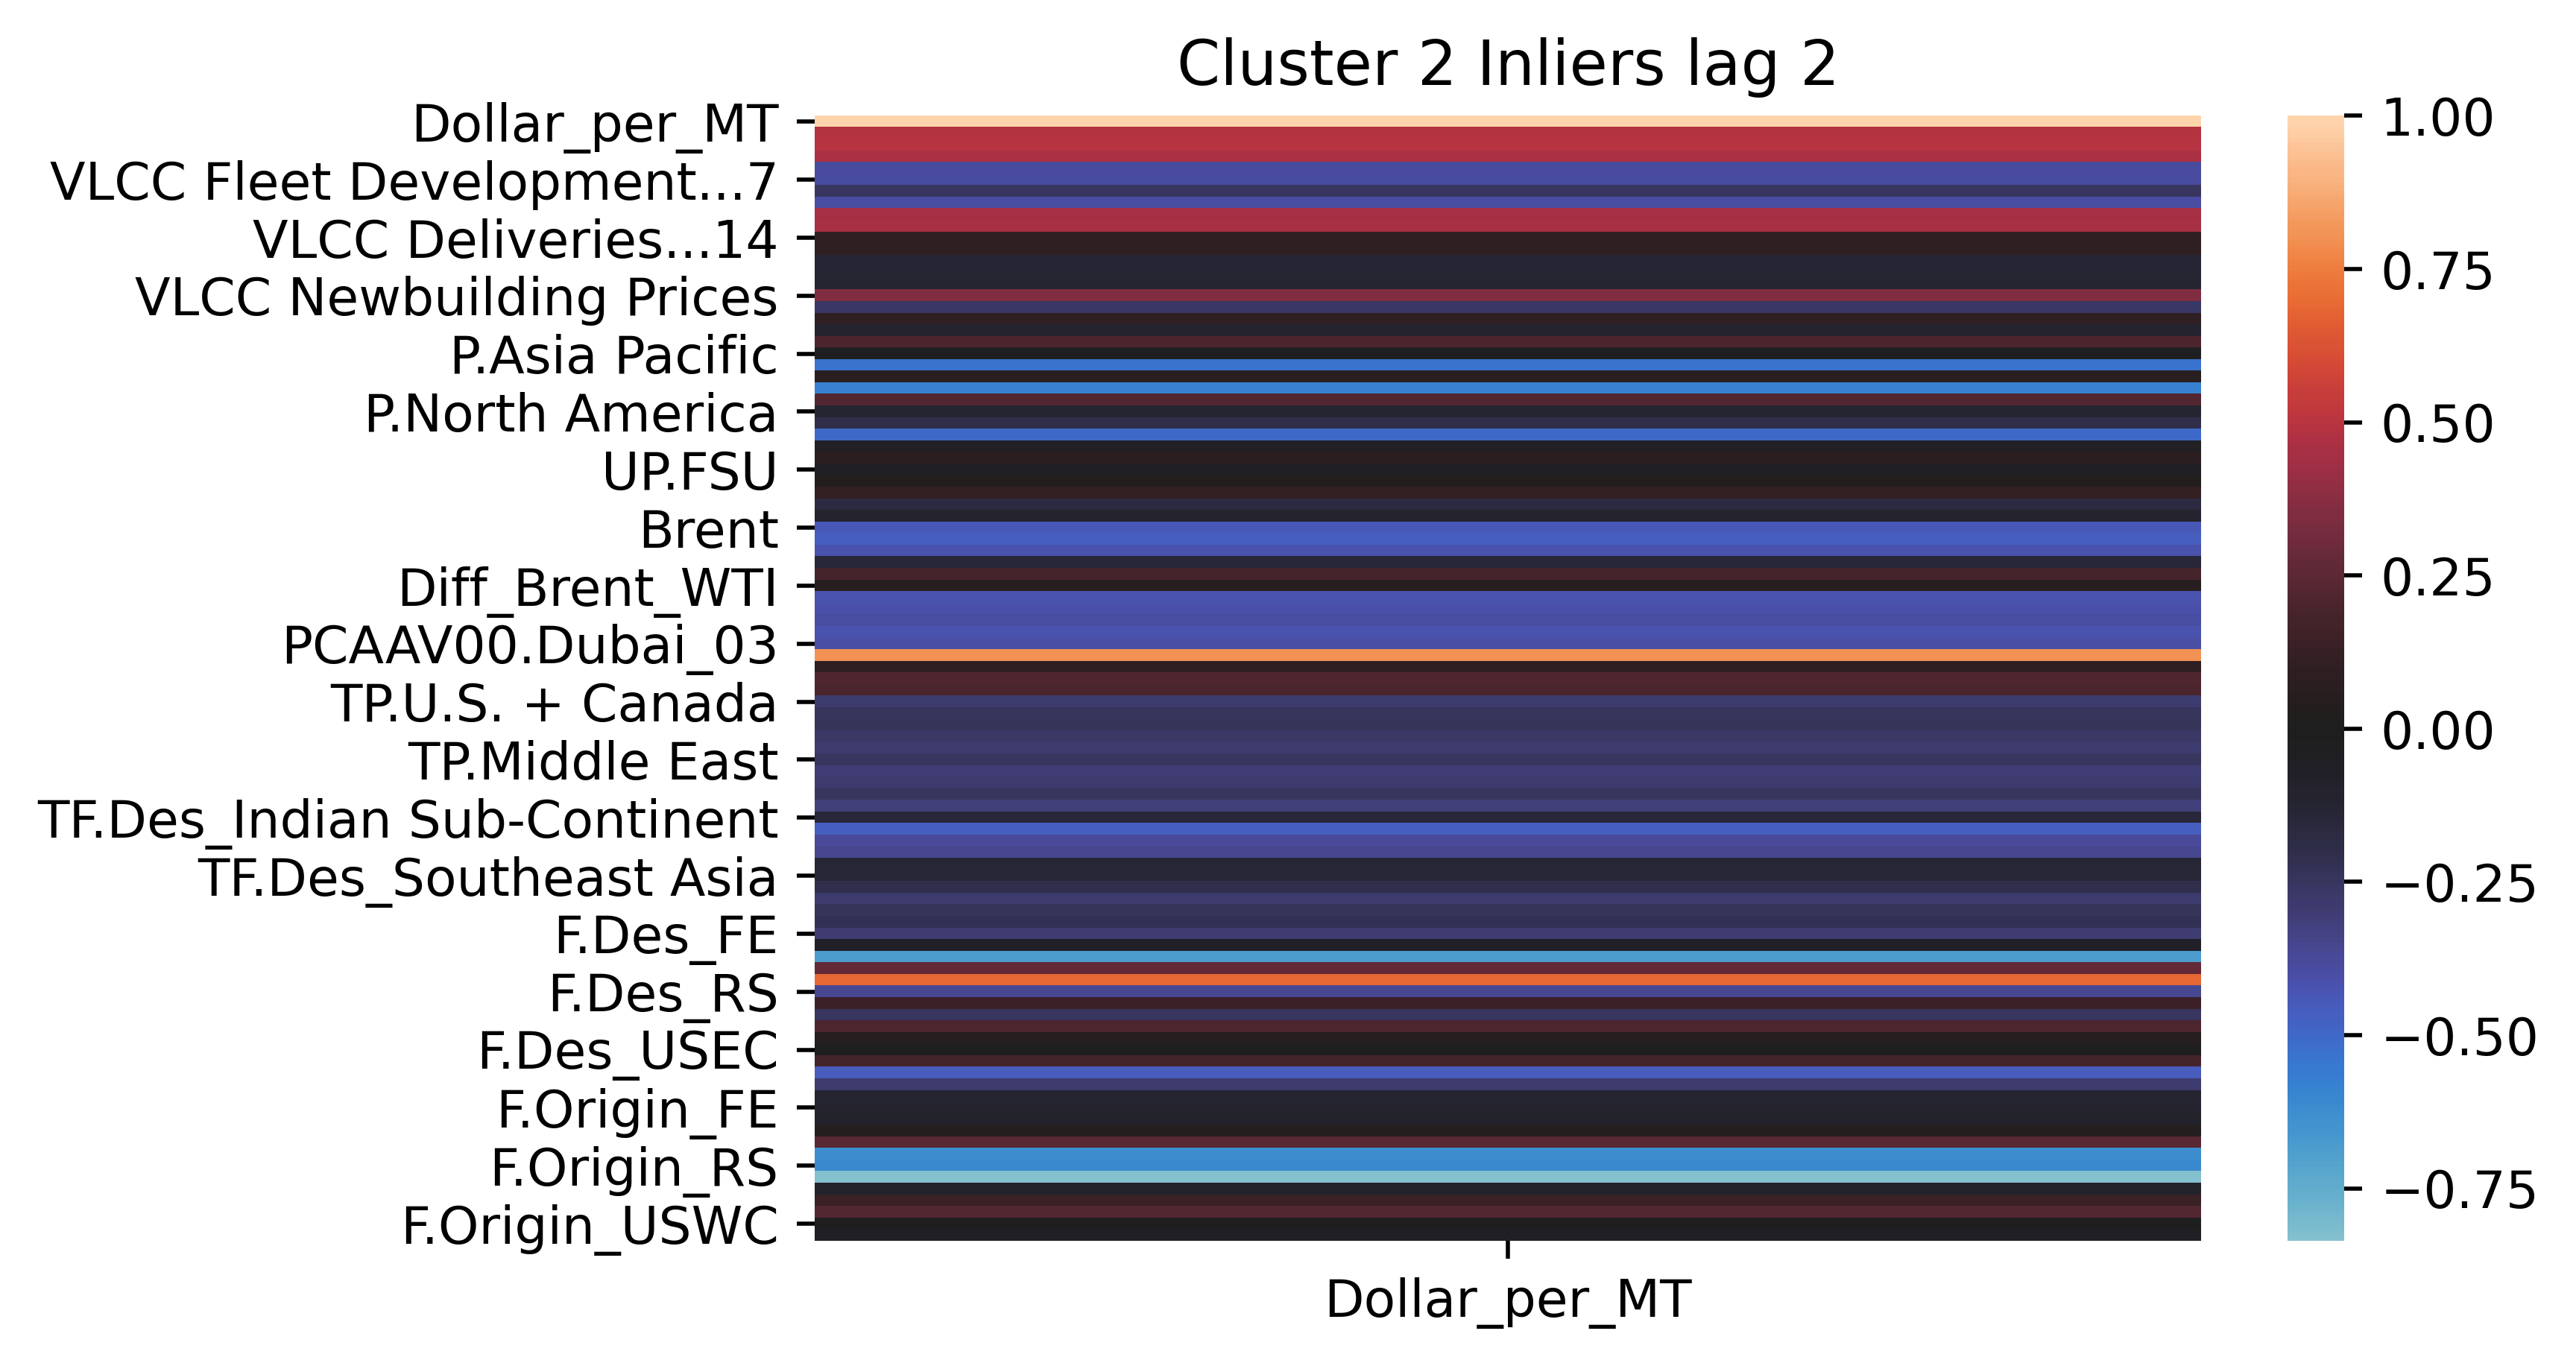 Cluster 2 Inliers lag 2
Dollar_per_MT
VLCC Fleet Development...7
VLCC Deliveries...14
VLCC Newbuilding Prices
P.Asia Pacific
P.North America
UP.FSU
Brent
Diff_Brent_WTI
PCAAV00.Dubai_03
TP.U.S. + Canada
TP.Middle East
TF.Des_Indian Sub-Continent
TF.Des_Southeast Asia
F.Des_FE
F.Des_RS
F.Des_USEC
F.Origin_FE
F.Origin_RS
F.Origin_USWC
Dollar_per_MT
1.00
0.75
0.50
0.25
0.00
−0.25
−0.50
−0.75